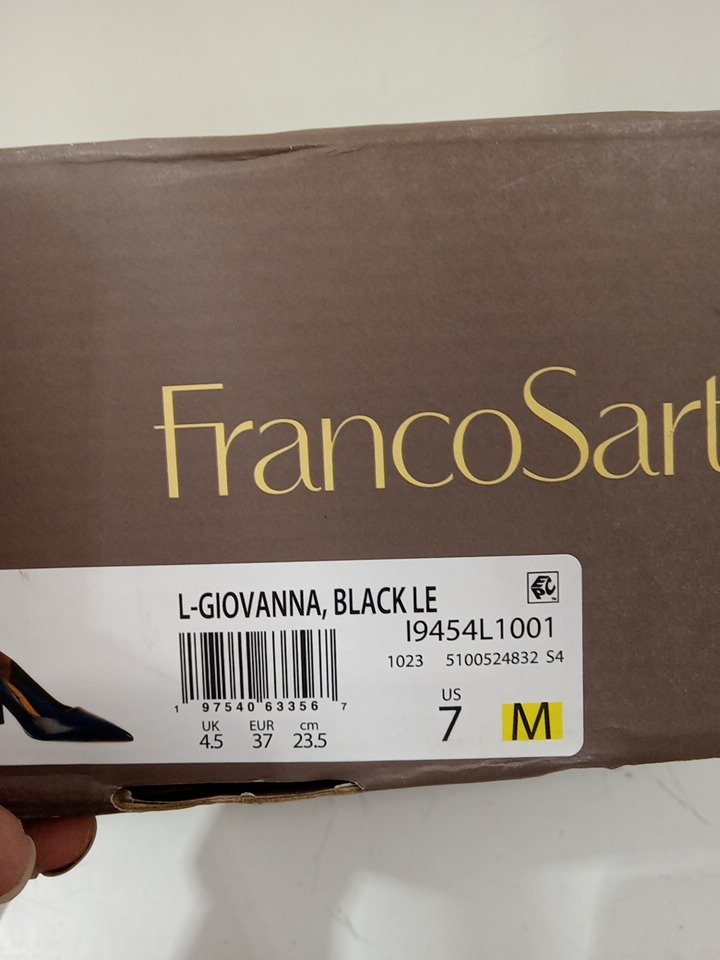 FrancoSart
L-GIOVANNA, BLACK LE
I9454L1001
1023 5100524832 S4
1 97540 63356 7
UK EUR cm
4.5 37 23.5
US
7 M